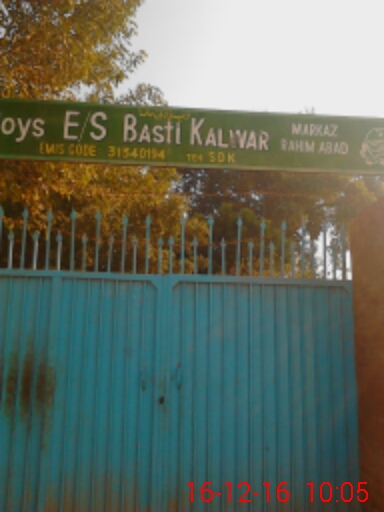 oys E/S Basti Kalwar MARKAZ
RAHIM ABAD
EMIS CODE 31540194 TEH SDK
16-12-16 10:05